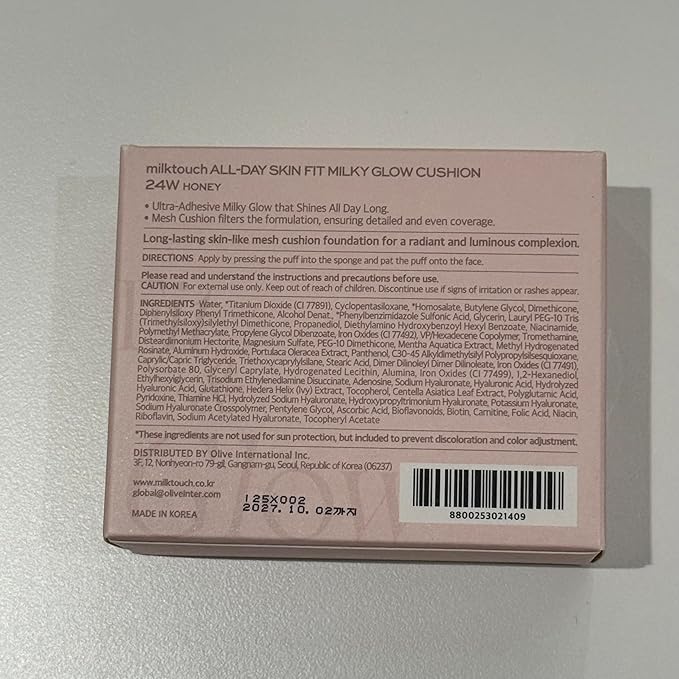 milktouch ALL-DAY SKIN FIT MILKY GLOW CUSHION
24W HONEY
• Ultra-Adhesive Milky Glow that Shines All Day Long.
• Mesh Cushion filters the formulation, ensuring detailed and even coverage.
Long-lasting skin-like mesh cushion foundation for a radiant and luminous complexion.
DIRECTIONS Apply by pressing the puff into the sponge and pat the puff onto the face.
Please read and understand the instructions and precautions before use.
CAUTION For external use only. Keep out of reach of children. Discontinue use if signs of irritation or rashes appear.
INGREDIENTS Water, *Titanium Dioxide (CI 77891), Cyclopentasiloxane, *Homosalate, Butylene Glycol, Dimethicone,
Diphenylsiloxy Phenyl Trimethicone, Alcohol Denat., *Phenylbenzimidazole Sulfonic Acid, Glycerin, Lauryl PEG-10 Tris
(Trimethylsiloxy)silylethyl Dimethicone, Propanediol, Diethylamino Hydroxybenzoyl Hexyl Benzoate, Niacinamide,
Polymethyl Methacrylate, Propylene Glycol Dibenzoate, Iron Oxides (CI 77492), VP/Hexadecene Copolymer, Tromethamine,
Disteardimonium Hectorite, Magnesium Sulfate, PEG-10 Dimethicone, Mentha Aquatica Extract, Methyl Hydrogenated
Rosinate, Aluminum Hydroxide, Portulaca Oleracea Extract, Panthenol, C30-45 Alkyldimethylsilyl Polypropylsilsesquioxane,
Caprylic/Capric Triglyceride, Triethoxycaprylylsilane, Stearic Acid, Dimer Dilinoleyl Dimer Dilinoleate, Iron Oxides (CI 77491),
Polysorbate 80, Glyceryl Caprylate, Hydrogenated Lecithin, Alumina, Iron Oxides (CI 77499), 1,2-Hexanediol,
Ethylhexylglycerin, Trisodium Ethylenediamine Disuccinate, Adenosine, Sodium Hyaluronate, Hyaluronic Acid, Hydrolyzed
Hyaluronic Acid, Glutathione, Hedera Helix (Ivy) Extract, Tocopherol, Centella Asiatica Leaf Extract, Polyglutamic Acid,
Pyridoxine, Thiamine HCl, Hydrolyzed Sodium Hyaluronate, Hydroxypropyltrimonium Hyaluronate, Potassium Hyaluronate,
Sodium Hyaluronate Crosspolymer, Pentylene Glycol, Ascorbic Acid, Bioflavonoids, Biotin, Carnitine, Folic Acid, Niacin,
Riboflavin, Sodium Acetylated Hyaluronate, Tocopheryl Acetate
*These ingredients are not used for sun protection, but included to prevent discoloration and color adjustment.
DISTRIBUTED BY Olive International Inc.
3F, 12, Nonhyeon-ro 79-gil, Gangnam-gu, Seoul, Republic of Korea (06237)
www.milktouch.co.kr
global@oliveinter.com
MADE IN KOREA
125X002
2027. 10. 02까지
8800253021409